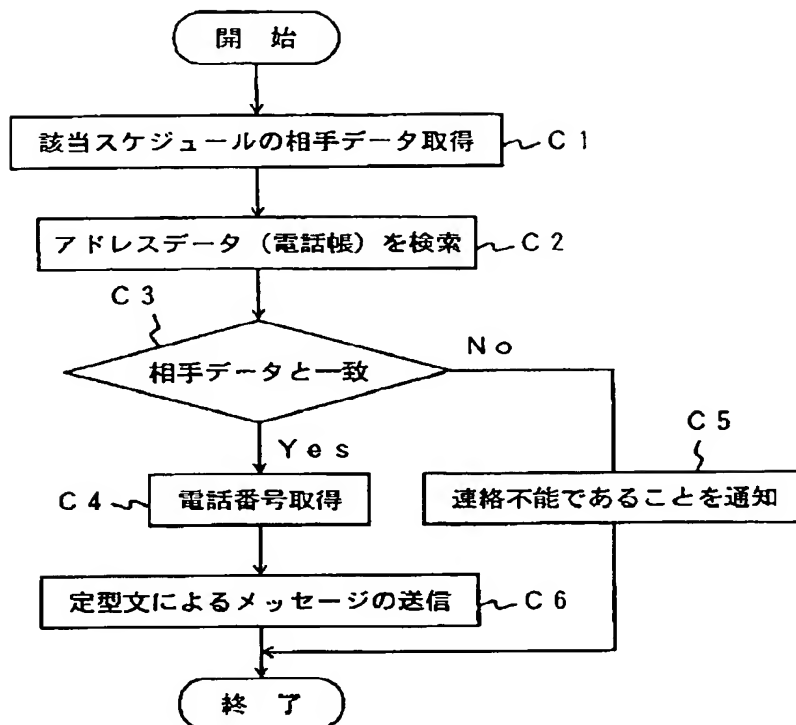 開 始
該当スケジュールの相手データ取得
C1
アドレスデータ（電話帳）を検索
C2
C3
相手データと一致
No
Yes
C5
C4
電話番号取得
連絡不能であることを通知
定型文によるメッセージの送信
C6
終 了